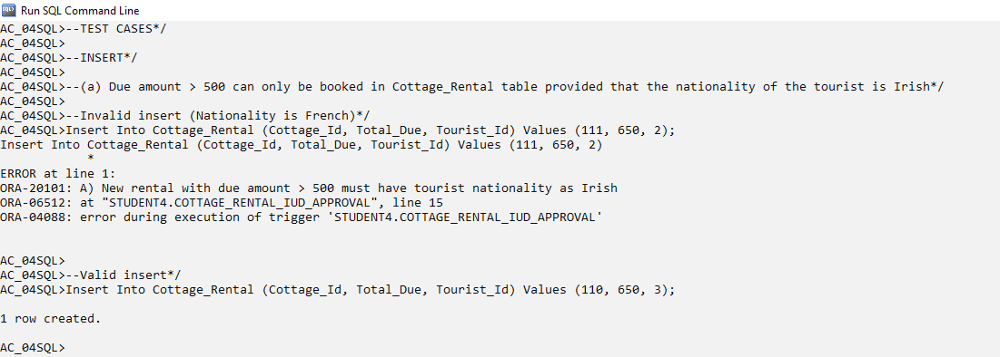 SQL> Run SQL Command Line
AC_04SQL>--TEST CASES*/
AC_04SQL>
AC_04SQL>--INSERT*/
AC_04SQL>
AC_04SQL>--(a) Due amount > 500 can only be booked in Cottage_Rental table provided that the nationality of the tourist is Irish*/
AC_04SQL>
AC_04SQL>--Invalid insert (Nationality is French)*/
AC_04SQL>Insert Into Cottage_Rental (Cottage_Id, Total_Due, Tourist_Id) Values (111, 650, 2);
Insert Into Cottage_Rental (Cottage_Id, Total_Due, Tourist_Id) Values (111, 650, 2)
            *
ERROR at line 1:
ORA-20101: A) New rental with due amount > 500 must have tourist nationality as Irish
ORA-06512: at "STUDENT4.COTTAGE_RENTAL_IUD_APPROVAL", line 15
ORA-04088: error during execution of trigger 'STUDENT4.COTTAGE_RENTAL_IUD_APPROVAL'
AC_04SQL>
AC_04SQL>--Valid insert*/
AC_04SQL>Insert Into Cottage_Rental (Cottage_Id, Total_Due, Tourist_Id) Values (110, 650, 3);
1 row created.
AC_04SQL>